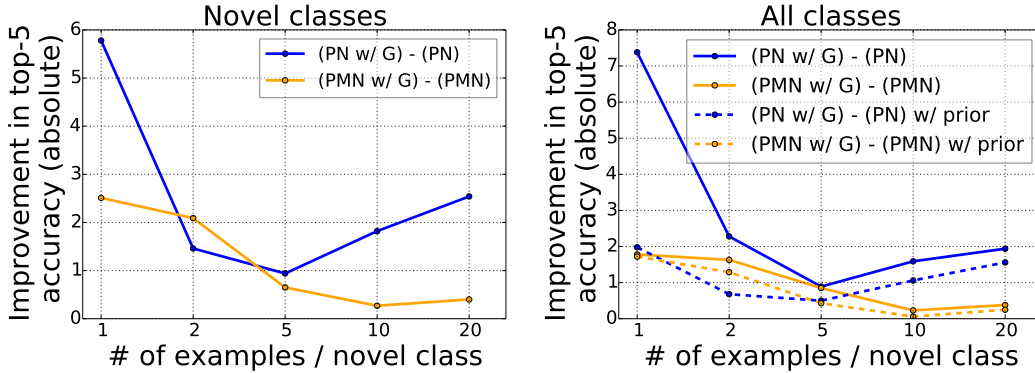 Novel classes
Improvement in top-5
accuracy (absolute)
6
5
4
3
2
1
0
(PN w/ G) - (PN)
(PMN w/ G) - (PMN)
1 2 5 10 20
# of examples / novel class
All classes
Improvement in top-5
accuracy (absolute)
8
7
6
5
4
3
2
1
0
(PN w/ G) - (PN)
(PMN w/ G) - (PMN)
(PN w/ G) - (PN) w/ prior
(PMN w/ G) - (PMN) w/ prior
1 2 5 10 20
# of examples / novel class